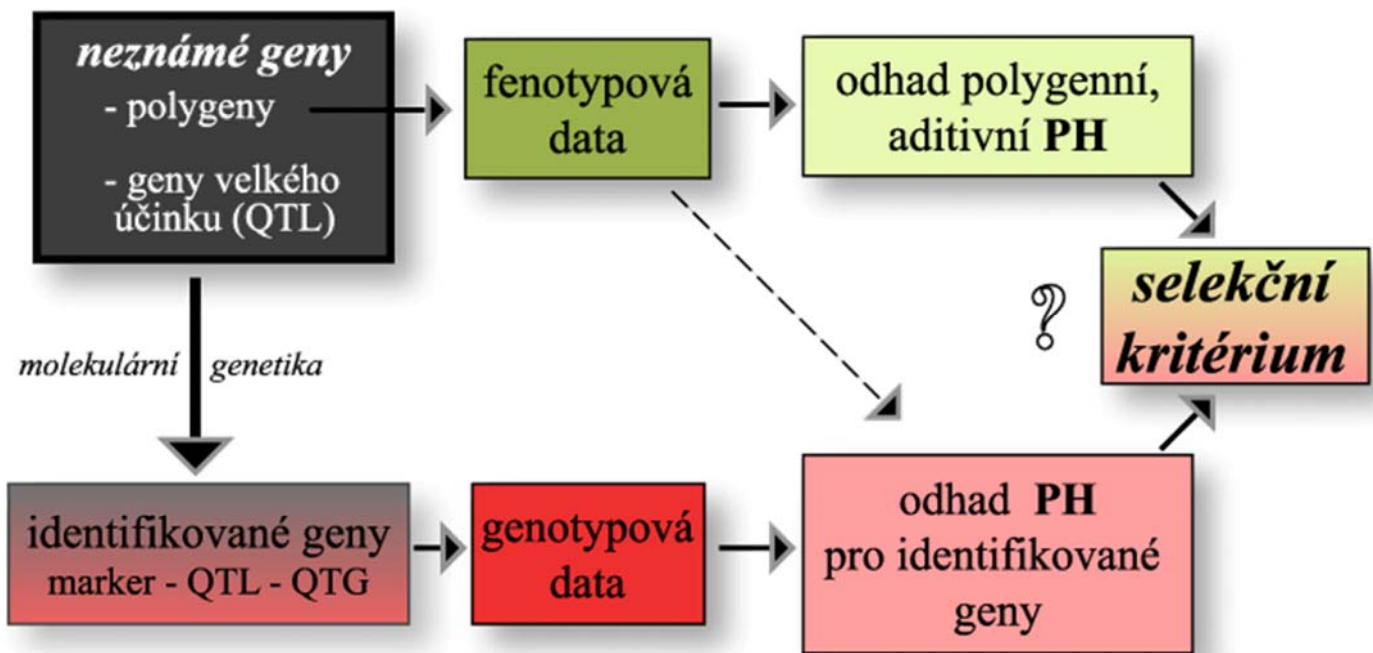 neznámé geny
- polygeny
- geny velkého
účinku (QTL)
fenotypová
data
odhad polygenní,
aditivní PH
molekulární genetika
?
selekční
kritérium
identifikované geny
marker - QTL - QTG
genotypová
data
odhad PH
pro identifikované
geny